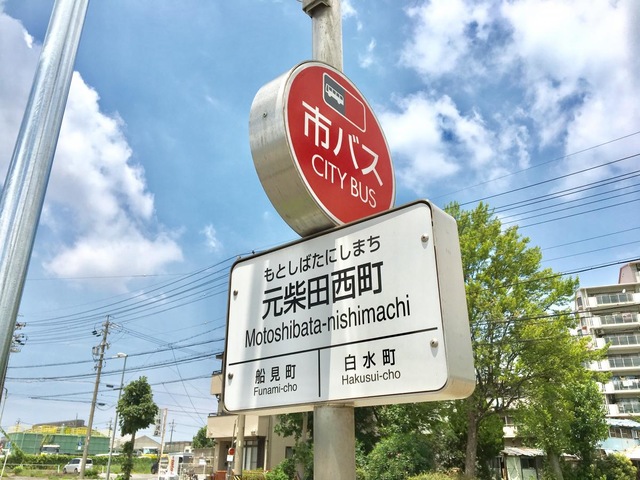 市バス
CITY BUS
もとしばたにしまち
元柴田西町
Motoshibata-nishimachi
船見町
Funami-cho
白水町
Hakusui-cho